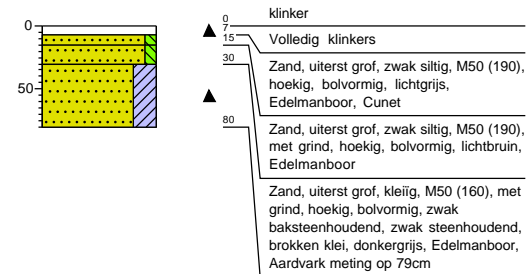 0
50
0
7
15
30
80
klinker
Volledig klinkers
Zand, uiterst grof, zwak siltig, M50 (190),
hoekig, bolvormig, lichtgrijs,
Edelmanboor, Cunet
Zand, uiterst grof, zwak siltig, M50 (190),
met grind, hoekig, bolvormig, lichtbruin,
Edelmanboor
Zand, uiterst grof, kleiïg, M50 (160), met
grind, hoekig, bolvormig, zwak
baksteenhoudend, zwak steenhoudend,
brokken klei, donkergrijs, Edelmanboor,
Aardvark meting op 79cm